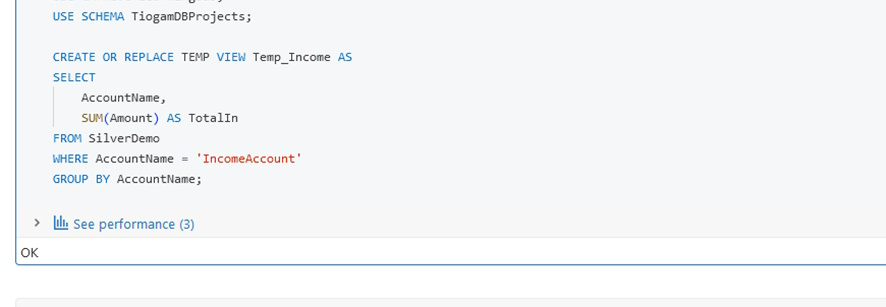 USE SCHEMA TiogamDBProjects;
CREATE OR REPLACE TEMP VIEW Temp_Income AS
SELECT
AccountName,
SUM(Amount) AS TotalIn
FROM SilverDemo
WHERE AccountName = 'IncomeAccount'
GROUP BY AccountName;
See performance (3)
OK